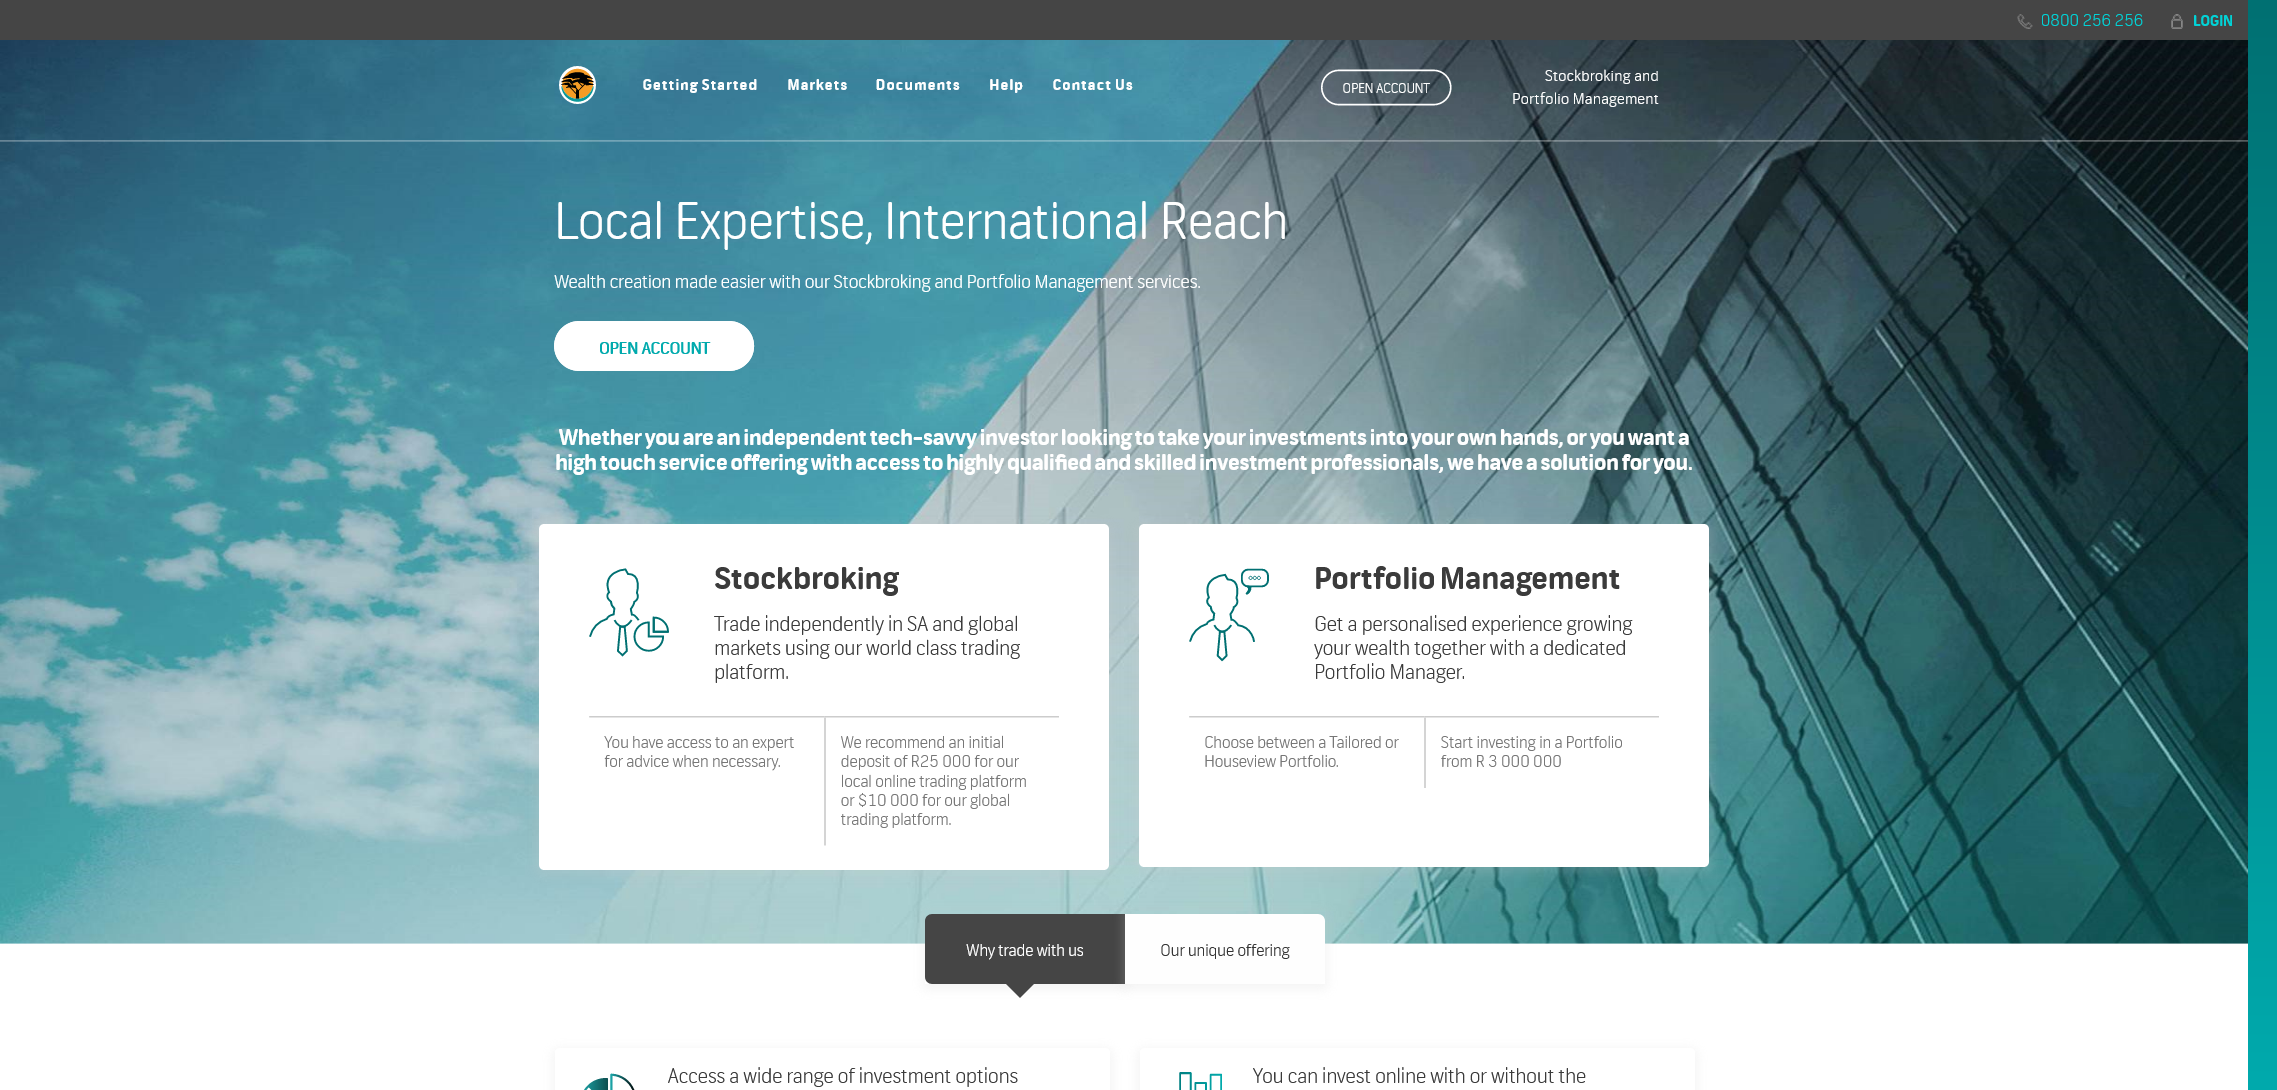 0800 256 256
LOGIN
Getting Started
Markets
Documents
Help
Contact Us
OPEN ACCOUNT
Stockbroking and
Portfolio Management
Local Expertise, International Reach
Wealth creation made easier with our Stockbroking and Portfolio Management services.
OPEN ACCOUNT
Whether you are an independent tech-savvy investor looking to take your investments into your own hands, or you want a
high touch service offering with access to highly qualified and skilled investment professionals, we have a solution for you.
Stockbroking
Trade independently in SA and global
markets using our world class trading
platform.
You have access to an expert
for advice when necessary.
We recommend an initial
deposit of R25 000 for our
local online trading platform
or $10 000 for our global
trading platform.
Portfolio Management
Get a personalised experience growing
your wealth together with a dedicated
Portfolio Manager.
Choose between a Tailored or
Houseview Portfolio.
Start investing in a Portfolio
from R 3 000 000
Why trade with us
Our unique offering
Access a wide range of investment options
You can invest online with or without the